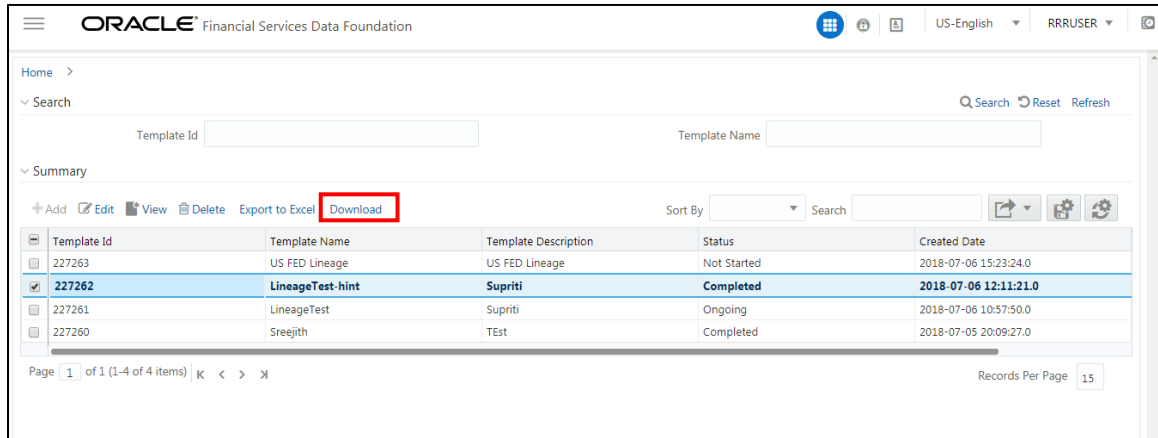 ORACLE® Financial Services Data Foundation US-English RRRUSER
Home >
Search Search Reset Refresh
Template Id Template Name
Summary
Add Edit View Delete Export to Excel Download Sort By Search
Template Id Template Name Template Description Status Created Date
227263 US FED Lineage US FED Lineage Not Started 2018-07-06 15:23:24.0
227262 LineageTest-hint Supriti Completed 2018-07-06 12:11:21.0
227261 LineageTest Supriti Ongoing 2018-07-06 10:57:50.0
227260 Sreejith TEst Completed 2018-07-05 20:09:27.0
Page 1 of 1 (1-4 of 4 items) Records Per Page 15